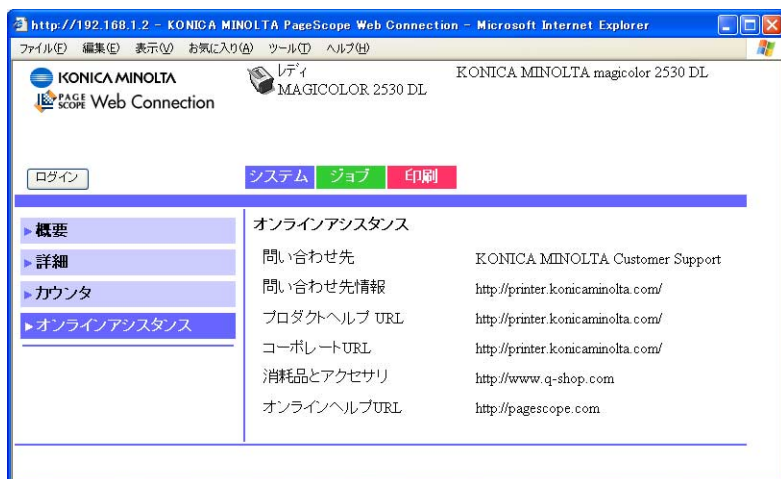 http://192.168.1.2 - KONICA MINOLTA PageScope Web Connection - Microsoft Internet Explorer
ファイル(F) 編集(E) 表示(V) お気に入り(A) ツール(T) ヘルプ(H)
KONICA MINOLTA
PAGE SCOPE Web Connection
レディ
MAGICOLOR 2530 DL
KONICA MINOLTA magicolor 2530 DL
ログイン
システム ジョブ 印刷
概要
詳細
カウンタ
オンラインアシスタンス
オンラインアシスタンス
問い合わせ先 KONICA MINOLTA Customer Support
問い合わせ先情報 http://printer.konicaminolta.com/
プロダクトヘルプ URL http://printer.konicaminolta.com/
コーポレートURL http://printer.konicaminolta.com/
消耗品とアクセサリ http://www.q-shop.com
オンラインヘルプURL http://pagescope.com